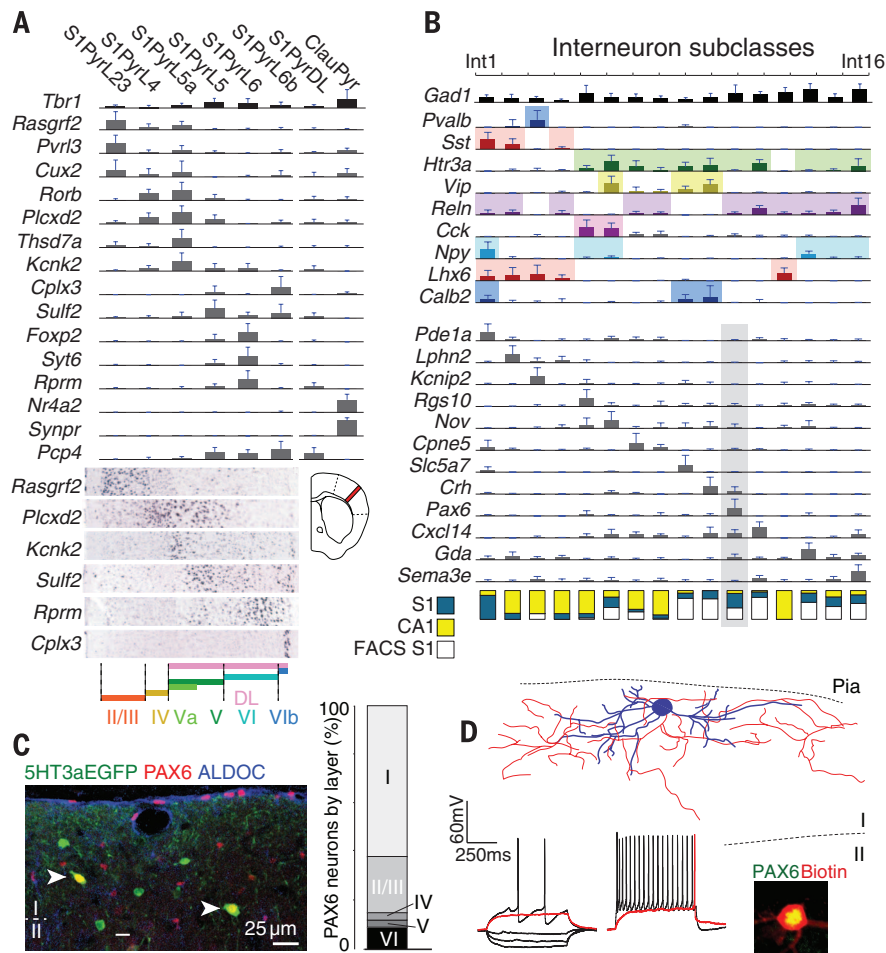 A
S1PyrL23
S1PyrL4
S1PyrL5a
S1PyrL5
S1PyrL6
S1PyrL6b
S1PyrDL
ClauPyr
Tbr1
Rasgrf2
Pvrl3
Cux2
Rorb
Plcxd2
Thsd7a
Kcnk2
Cplx3
Sulf2
Foxp2
Syt6
Rprm
Nr4a2
Synpr
Pcp4
Rasgrf2
Plcxd2
Kcnk2
Sulf2
Rprm
Cplx3
DL
II/III IV Va V VI VIb
B
Interneuron subclasses
Int1 Int16
Gad1
Pvalb
Sst
Htr3a
Vip
Reln
Cck
Npy
Lhx6
Calb2
Pde1a
Lphn2
Kcnip2
Rgs10
Nov
Cpne5
Slc5a7
Crh
Pax6
Cxcl14
Gda
Sema3e
S1
CA1
FACS S1
C
5HT3aEGFP PAX6 ALDOC
I
II
25 µm
PAX6 neurons by layer (%)
100
0
I
II/III
IV
V
VI
D
Pia
I
II
60mV
250ms
PAX6Biotin